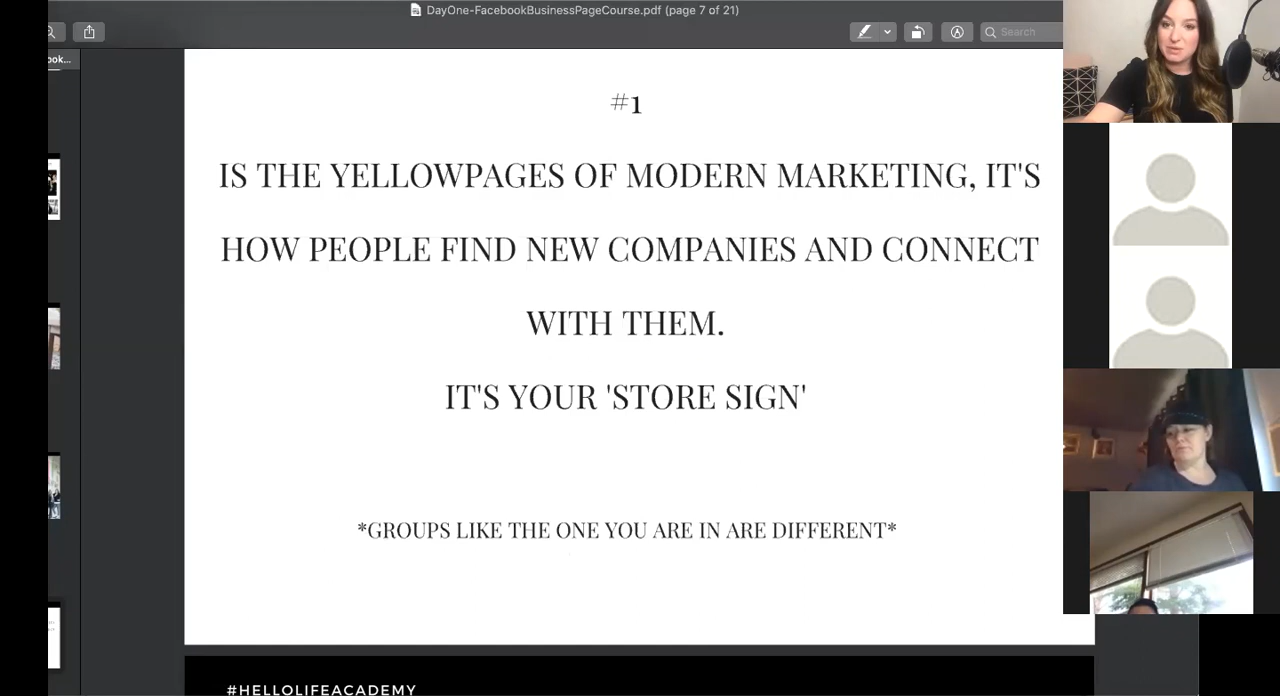 DayOne-FacebookBusinessPageCourse.pdf (page 7 of 21)
Search
ook...
#1
IS THE YELLOWPAGES OF MODERN MARKETING, IT'S
HOW PEOPLE FIND NEW COMPANIES AND CONNECT
WITH THEM.
IT'S YOUR 'STORE SIGN'
*GROUPS LIKE THE ONE YOU ARE IN ARE DIFFERENT*
#HELLOLIFEACADEMY